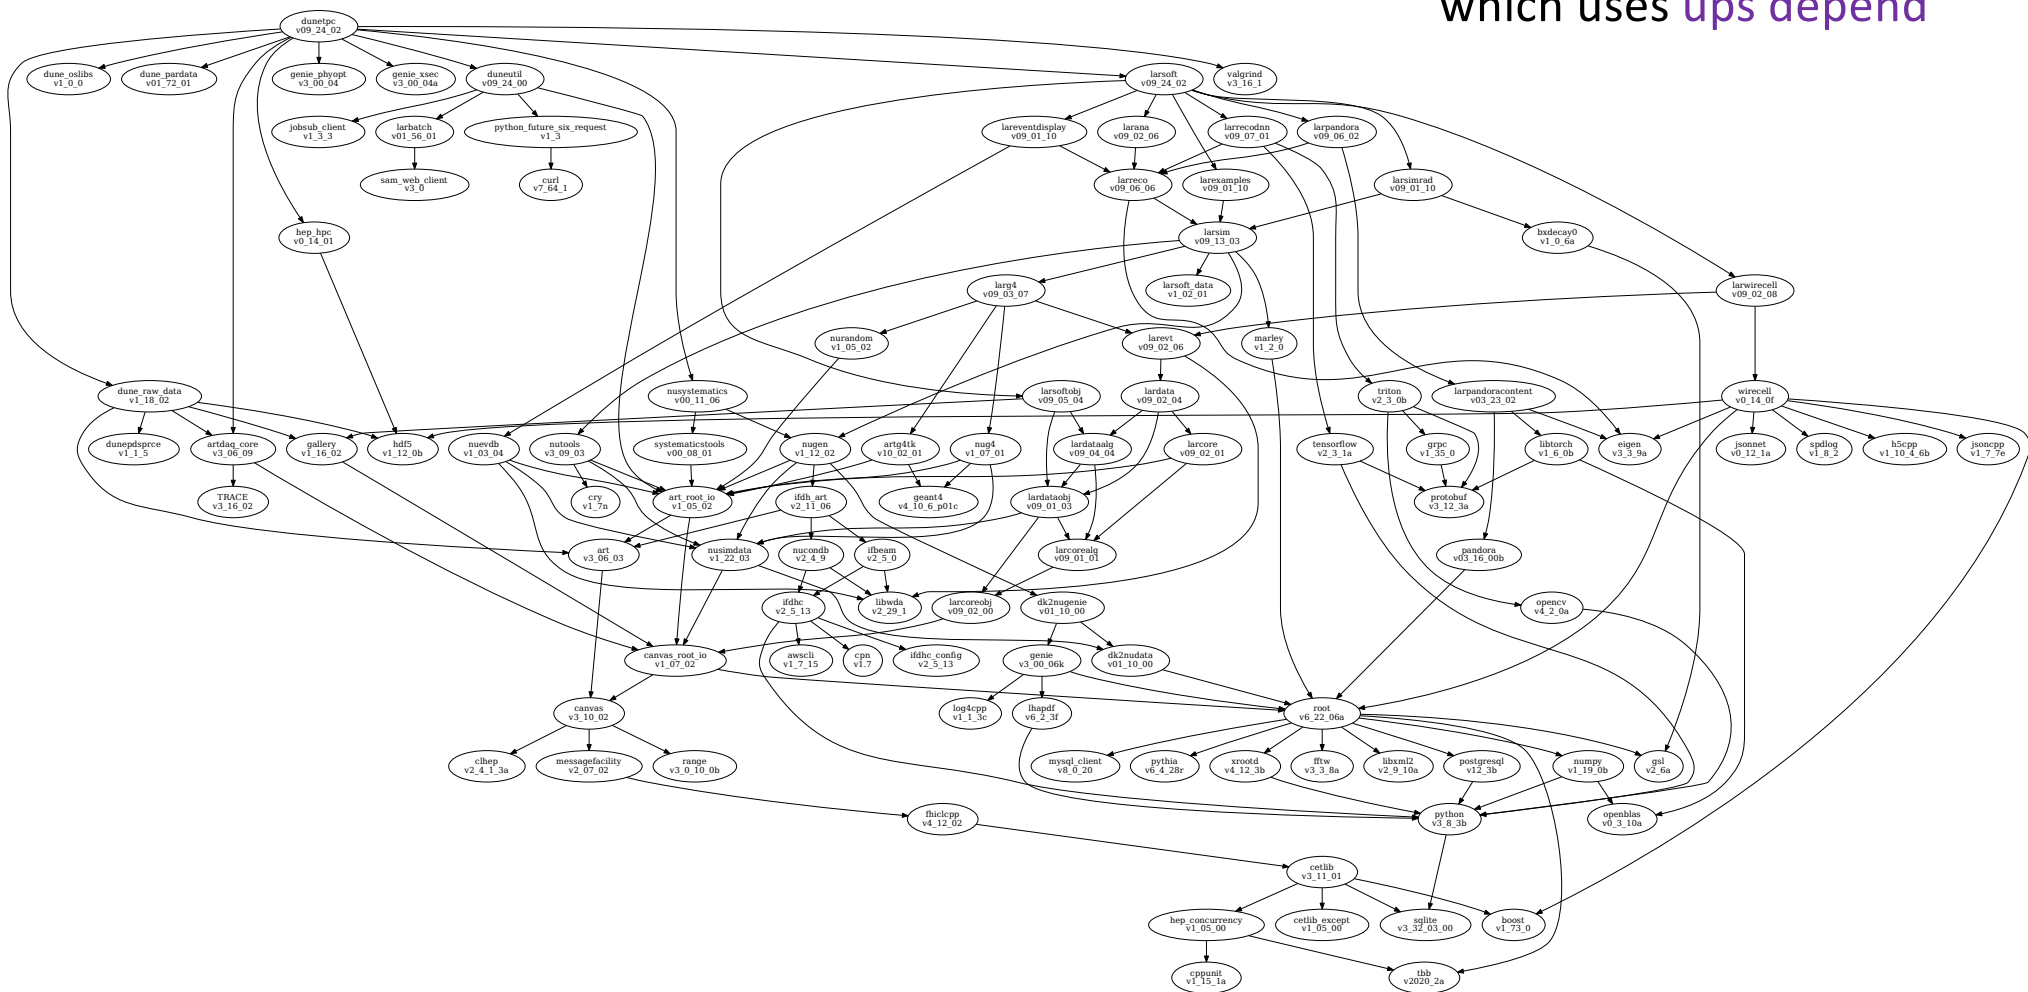 which uses ups depend
dunetpc
v09_24_02
dune_oslibs
v1_0_0
dune_pardata
v01_72_01
genie_phyopt
v3_00_04
genie_xsec
v3_00_04a
duneutil
v09_24_00
larsoft
v09_24_02
valgrind
v3_16_1
jobsub_client
v1_3_3
larbatch
v01_56_01
python_future_six_request
v1_3
lareventdisplay
v09_01_10
larana
v09_02_06
larrecodnn
v09_07_01
larpandora
v09_06_02
sam_web_client
v3_0
curl
v7_64_1
larreco
v09_06_06
larexamples
v09_01_10
larsimrad
v09_01_10
hep_hpc
v0_14_01
larsim
v09_13_03
bxdecay0
v1_0_6a
larg4
v09_03_07
larsoft_data
v1_02_01
larwirecell
v09_02_08
nurandom
v1_05_02
larevt
v09_02_06
marley
v1_2_0
dune_raw_data
v1_18_02
nusystematics
v00_11_06
larsoftobj
v09_05_04
lardata
v09_02_04
triton
v2_3_0b
larpandoracontent
v03_23_02
wirecell
v0_14_0f
dunepdsprce
v1_1_5
artdaq_core
v3_06_09
gallery
v1_16_02
hdf5
v1_12_0b
nuevdb
v1_03_04
nutools
v3_09_03
systematicstools
v00_08_01
nugen
v1_12_02
artg4tk
v10_02_01
nug4
v1_07_01
lardataalg
v09_04_04
larcore
v09_02_01
tensorflow
v2_3_1a
grpc
v1_35_0
libtorch
v1_6_0b
eigen
v3_3_9a
jsonnet
v0_12_1a
spdlog
v1_8_2
h5cpp
v1_10_4_6b
jsoncpp
v1_7_7e
TRACE
v3_16_02
cry
v1_7n
art_root_io
v1_05_02
ifdh_art
v2_11_06
geant4
v4_10_6_p01c
lardataobj
v09_01_03
protobuf
v3_12_3a
art
v3_06_03
nusimdata
v1_22_03
nucondb
v2_4_9
ifbeam
v2_5_0
larcorealg
v09_01_01
pandora
v03_16_00b
ifdhc
v2_5_13
libwda
v2_29_1
larcoreobj
v09_02_00
dk2nugenie
v01_10_00
opencv
v4_2_0a
canvas_root_io
v1_07_02
awscli
v1_7_15
cpn
v1.7
ifdhc_config
v2_5_13
genie
v3_00_06k
dk2nudata
v01_10_00
canvas
v3_10_02
log4cpp
v1_1_3c
lhapdf
v6_2_3f
root
v6_22_06a
clhep
v2_4_1_3a
messagefacility
v2_07_02
range
v3_0_10_0b
mysql_client
v8_0_20
pythia
v6_4_28r
xrootd
v4_12_3b
fftw
v3_3_8a
libxml2
v2_9_10a
postgresql
v12_3b
numpy
v1_19_0b
gsl
v2_6a
fhiclcpp
v4_12_02
python
v3_8_3b
openblas
v0_3_10a
cetlib
v3_11_01
hep_concurrency
v1_05_00
cetlib_except
v1_05_00
sqlite
v3_32_03_00
boost
v1_73_0
cppunit
v1_15_1a
tbb
v2020_2a